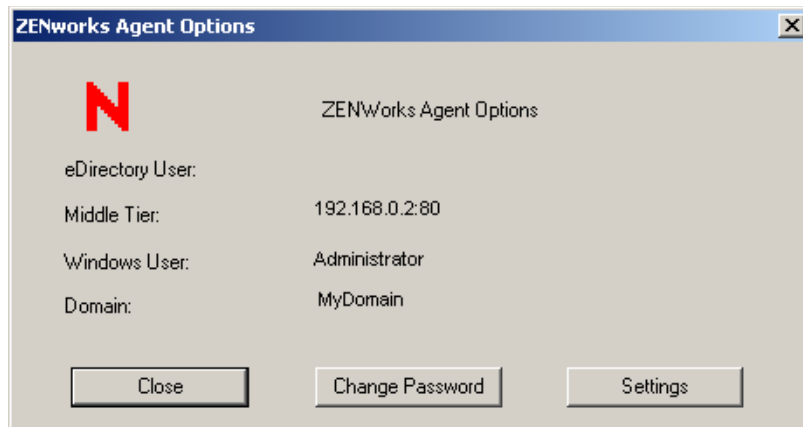 ZENworks Agent Options
N
ZENWorks Agent Options
eDirectory User:
Middle Tier: 192.168.0.2:80
Windows User: Administrator
Domain: MyDomain
Close Change Password Settings